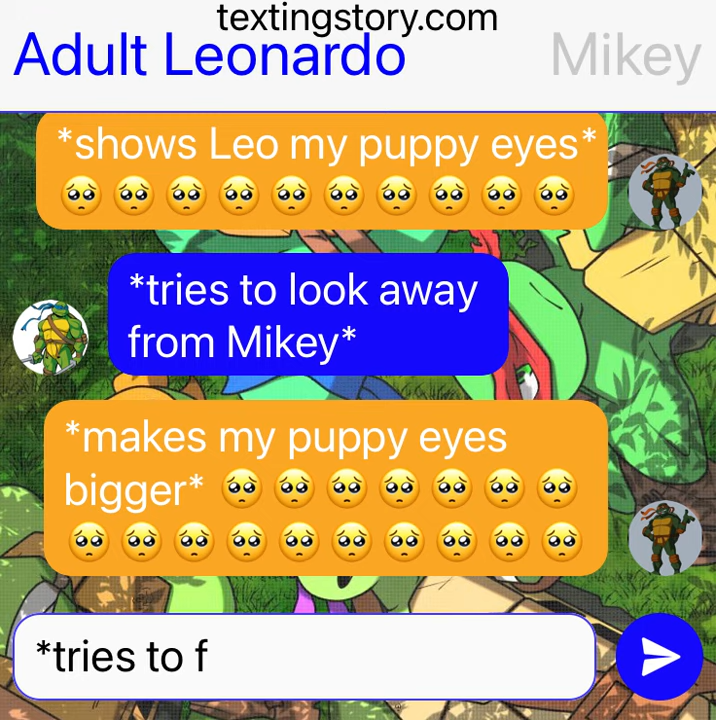 textingstory.com
Adult Leonardo Mikey
*shows Leo my puppy eyes*
🥺 🥺 🥺 🥺 🥺 🥺 🥺 🥺 🥺 🥺
*tries to look away
from Mikey*
*makes my puppy eyes
bigger* 🥺 🥺 🥺 🥺 🥺 🥺 🥺
🥺 🥺 🥺 🥺 🥺 🥺 🥺 🥺 🥺 🥺
*tries to f